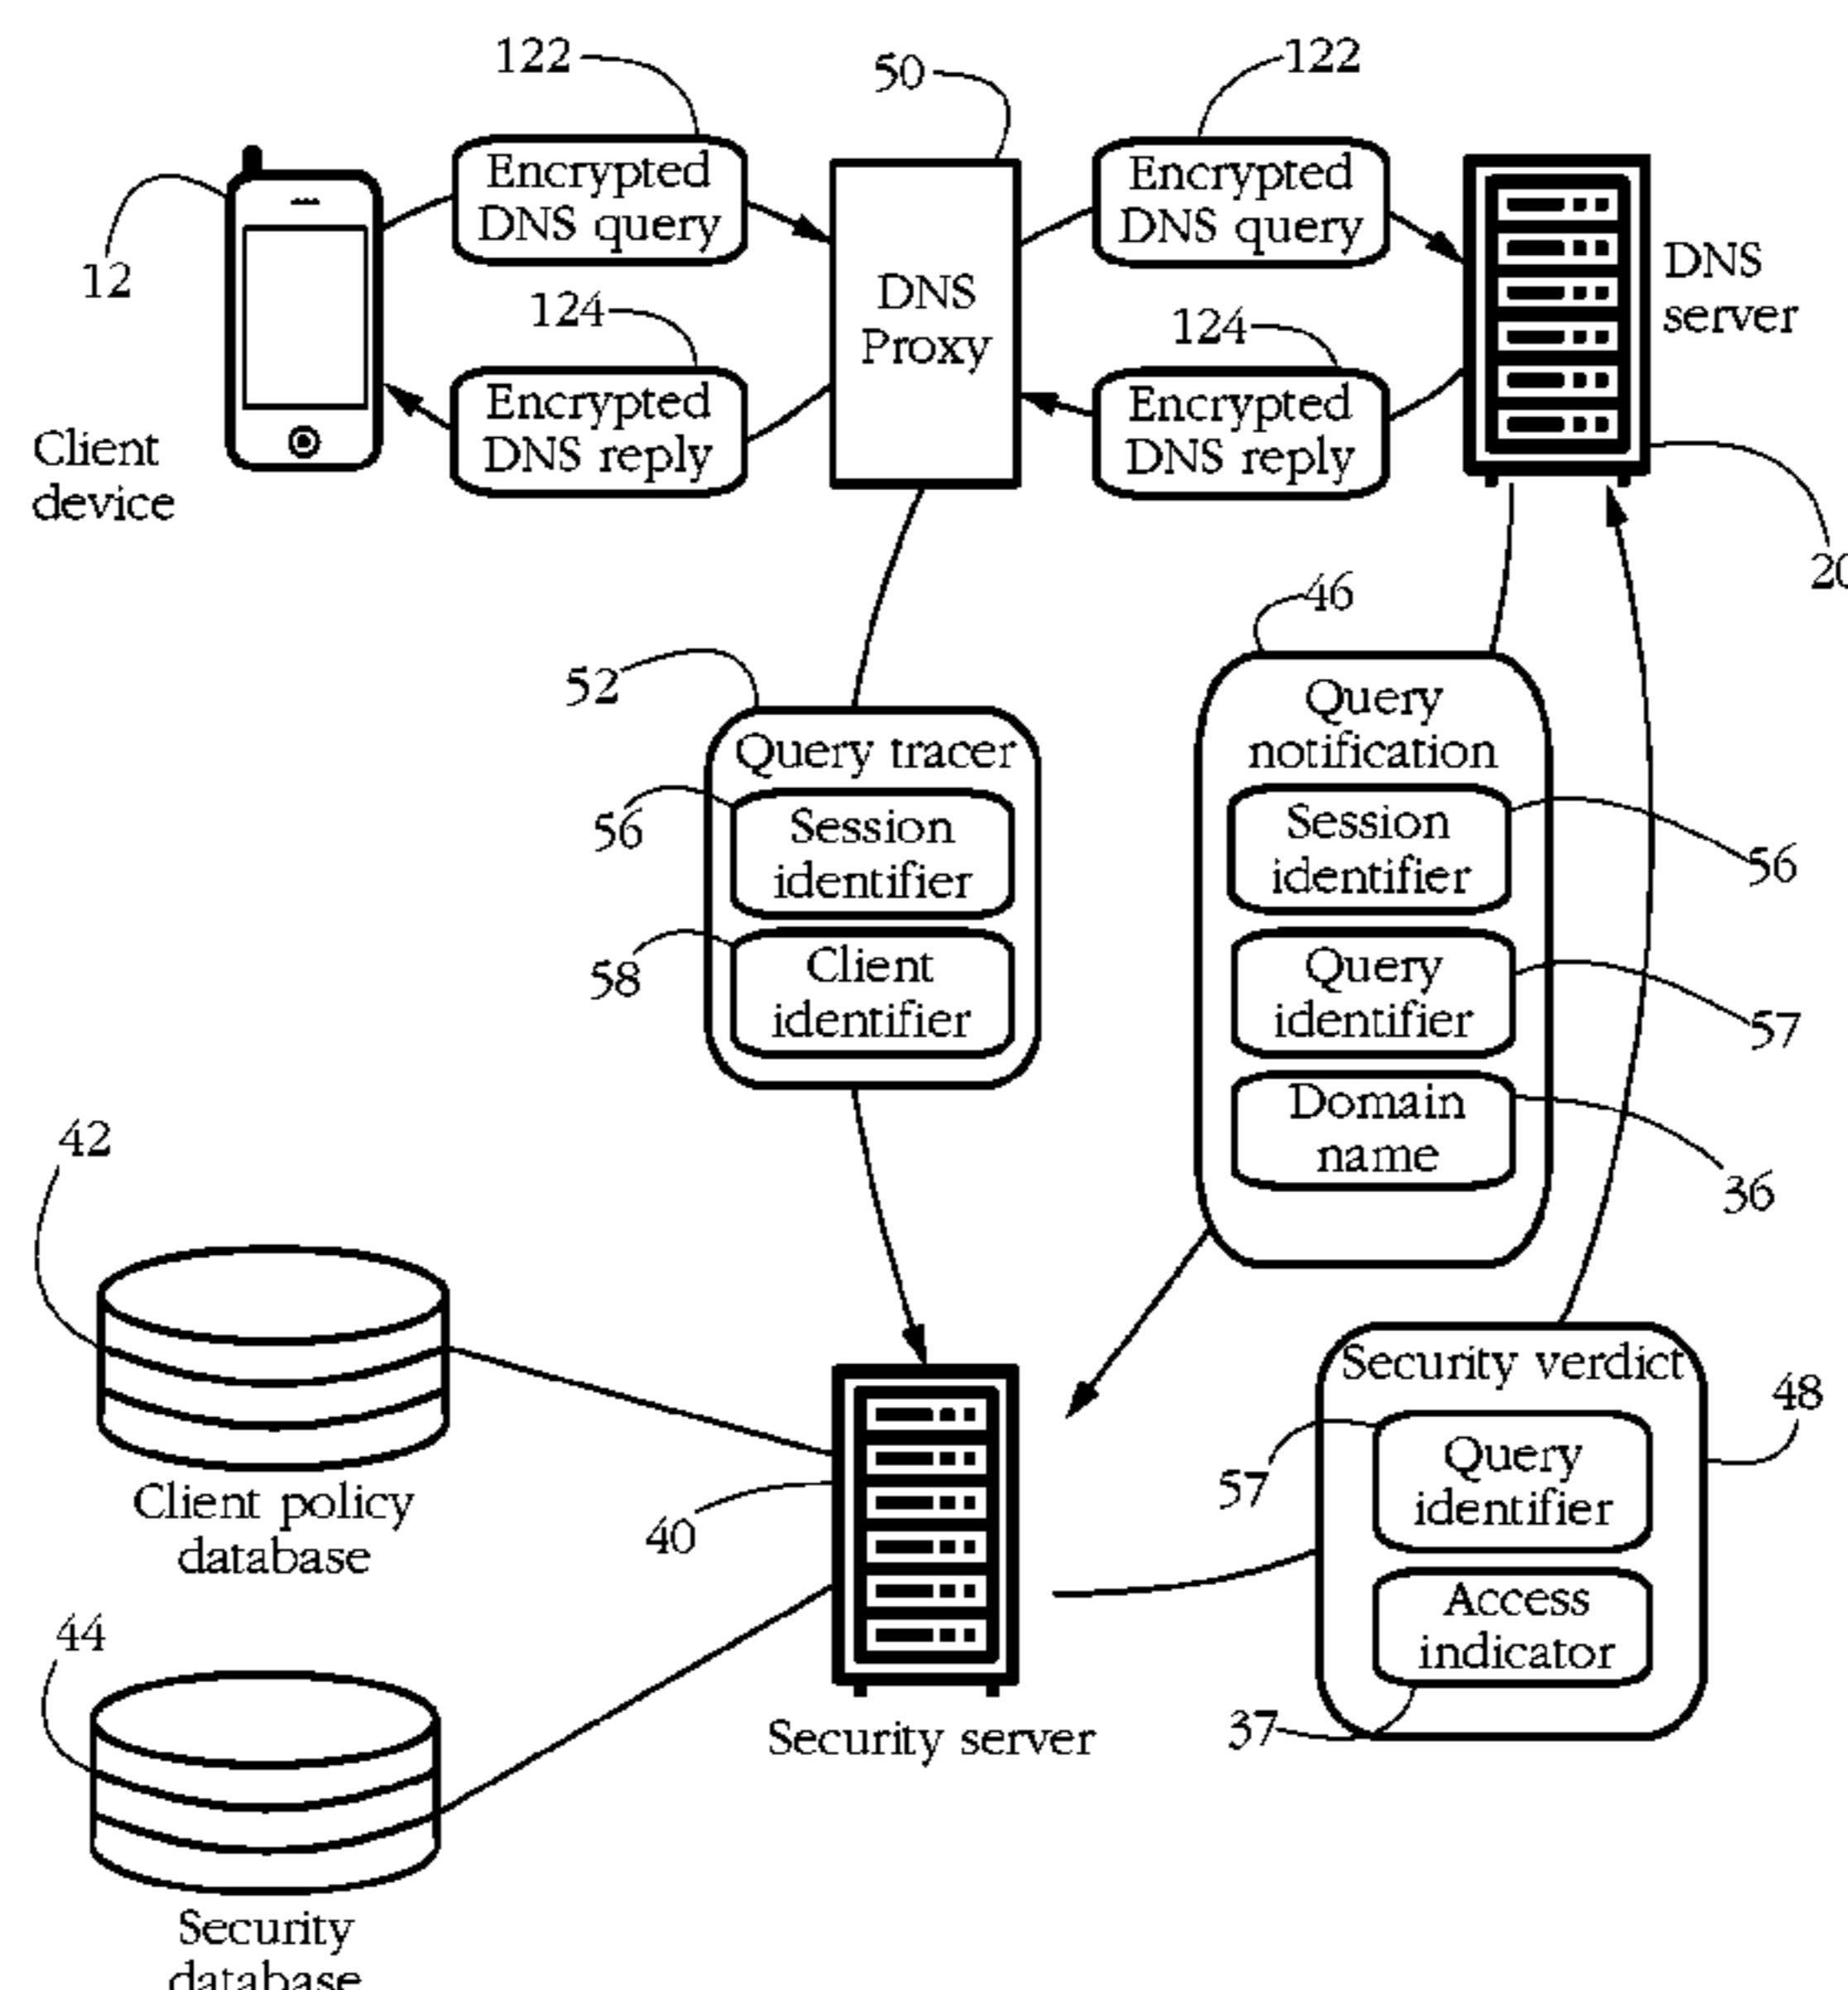 122
50
122
Encrypted
DNS query
Encrypted
DNS query
12
DNS
Proxy
DNS
server
124
124
Encrypted
DNS reply
Encrypted
DNS reply
Client
device
20
46
52
Query tracer
Query
notification
56
Session
identifier
Session
identifier
56
58
Client
identifier
Query
identifier
57
Domain
name
36
42
Client policy
database
Security verdict
48
57
Query
identifier
40
Access
indicator
37
44
Security server
Security
database